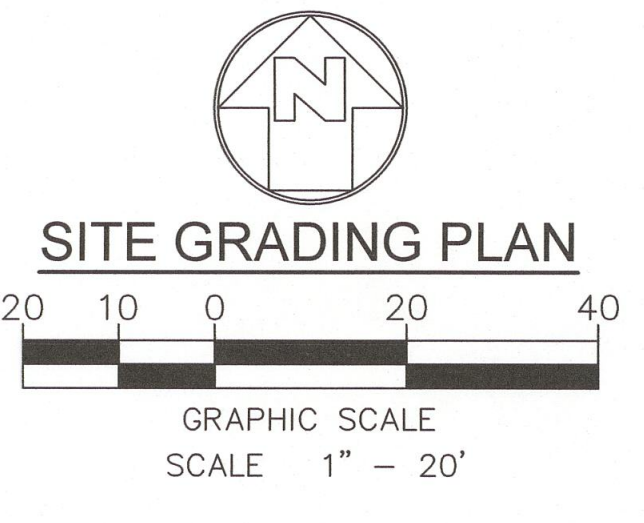 N
SITE GRADING PLAN
20 10 0 20 40
GRAPHIC SCALE
SCALE 1” – 20’